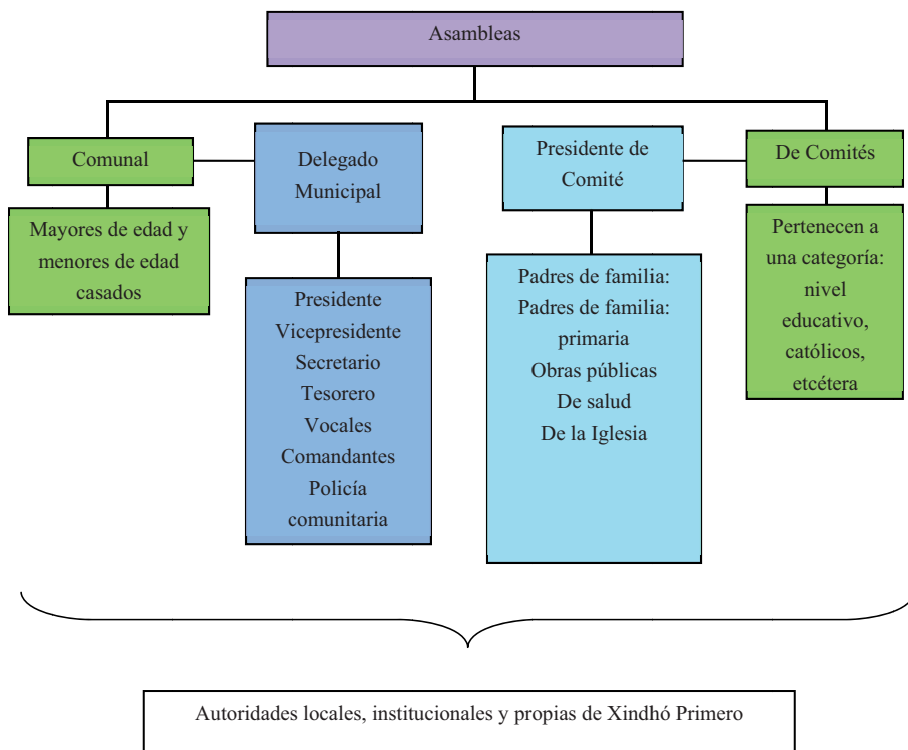 Asambleas
Comunal
Delegado
Municipal
Presidente de
Comité
De Comités
Mayores de edad y
menores de edad
casados
Presidente
Vicepresidente
Secretario
Tesorero
Vocales
Comandantes
Policía
comunitaria
Padres de familia:
Padres de familia:
primaria
Obras públicas
De salud
De la Iglesia
Pertenecen a
una categoría:
nivel
educativo,
católicos,
etcétera
Autoridades locales, institucionales y propias de Xindhó Primero